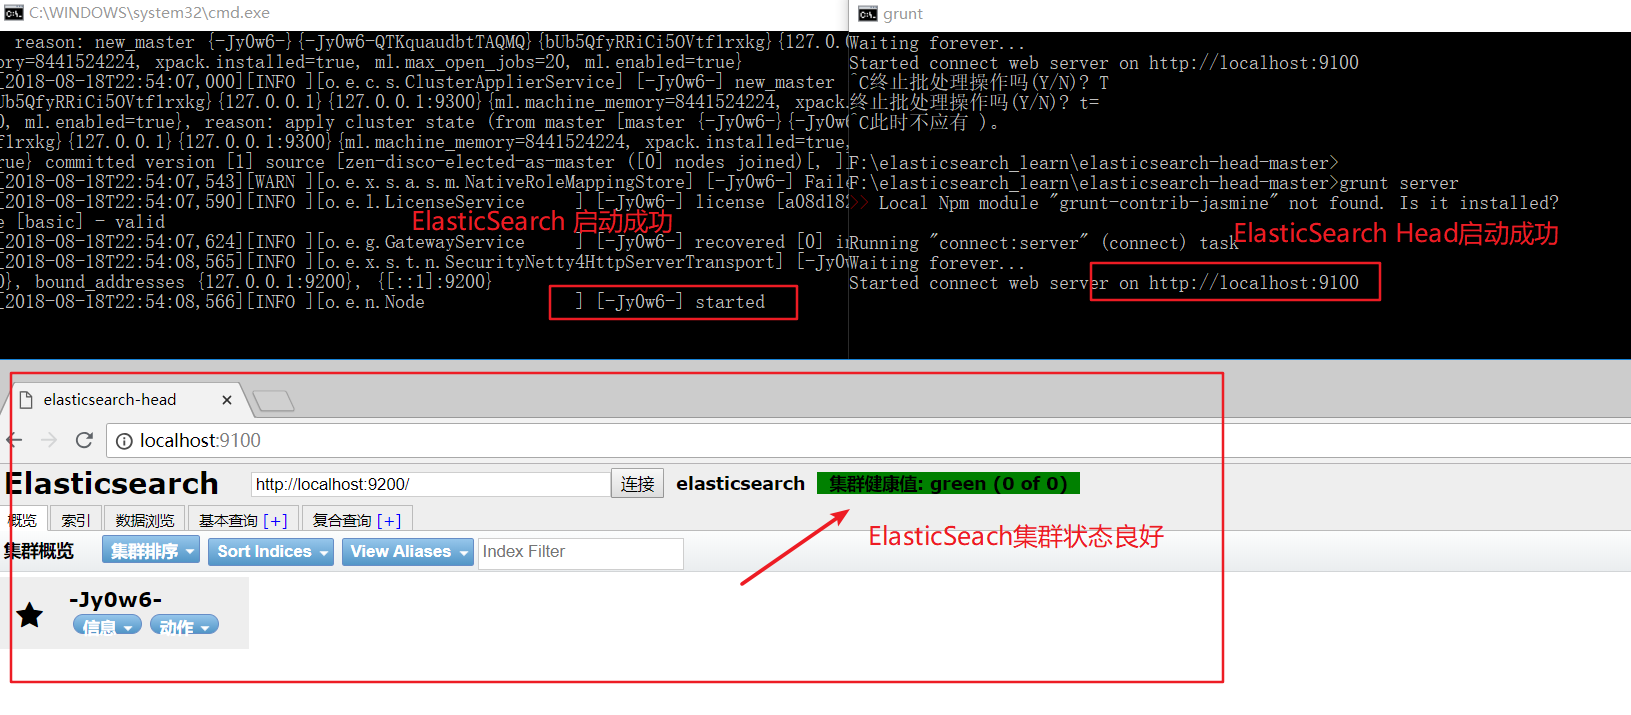 C:\WINDOWS\system32\cmd.exe
reason: new_master {-Jy0w6-}{-Jy0w6-QTKquaudbtTAQMQ}{bUb5QfyRRiCi5OVtf1rxkg}{127.0.0
ory=8441524224, xpack.installed=true, ml.max_open_jobs=20, ml.enabled=true}
[2018-08-18T22:54:07,000][INFO ][o.e.c.s.ClusterApplierService] [-Jy0w6-] new_master
Ub5QfyRRiCi5OVtf1rxkg}{127.0.0.1}{127.0.0.1:9300}{ml.machine_memory=8441524224, xpack.
0, ml.enabled=true}, reason: apply cluster state (from master [master {-Jy0w6-}{-Jy0w6
f1rxkg}{127.0.0.1}{127.0.0.1:9300}{ml.machine_memory=8441524224, xpack.installed=true,
rue} committed version [1] source [zen-disco-elected-as-master ([0] nodes joined)[, ]]
[2018-08-18T22:54:07,543][WARN ][o.e.x.s.a.s.m.NativeRoleMappingStore] [-Jy0w6-] Faile
[2018-08-18T22:54:07,590][INFO ][o.e.l.LicenseService ] [-Jy0w6-] license [a08d182
e [basic] - valid
ElasticSearch 启动成功
[2018-08-18T22:54:07,624][INFO ][o.e.g.GatewayService ] [-Jy0w6-] recovered [0] in
[2018-08-18T22:54:08,565][INFO ][o.e.x.s.t.n.SecurityNetty4HttpServerTransport] [-Jy0w
0}, bound_addresses {127.0.0.1:9200}, {[::1]:9200}
[2018-08-18T22:54:08,566][INFO ][o.e.n.Node ] [-Jy0w6-] started
grunt
Waiting forever...
Started connect web server on http://localhost:9100
^C终止批处理操作吗(Y/N)? T
终止批处理操作吗(Y/N)? t=
^C此时不应有 )。
F:\elasticsearch_learn\elasticsearch-head-master>
F:\elasticsearch_learn\elasticsearch-head-master>grunt server
>> Local Npm module "grunt-contrib-jasmine" not found. Is it installed?
Running "connect:server" (connect) task
ElasticSearch Head启动成功
Waiting forever...
Started connect web server on http://localhost:9100
elasticsearch-head
localhost:9100
Elasticsearch http://localhost:9200/ 连接 elasticsearch 集群健康值: green (0 of 0)
概览 索引 数据浏览 基本查询 [+] 复合查询 [+]
ElasticSeach集群状态良好
集群概览 集群排序 Sort Indices View Aliases Index Filter
-Jy0w6-
信息 动作